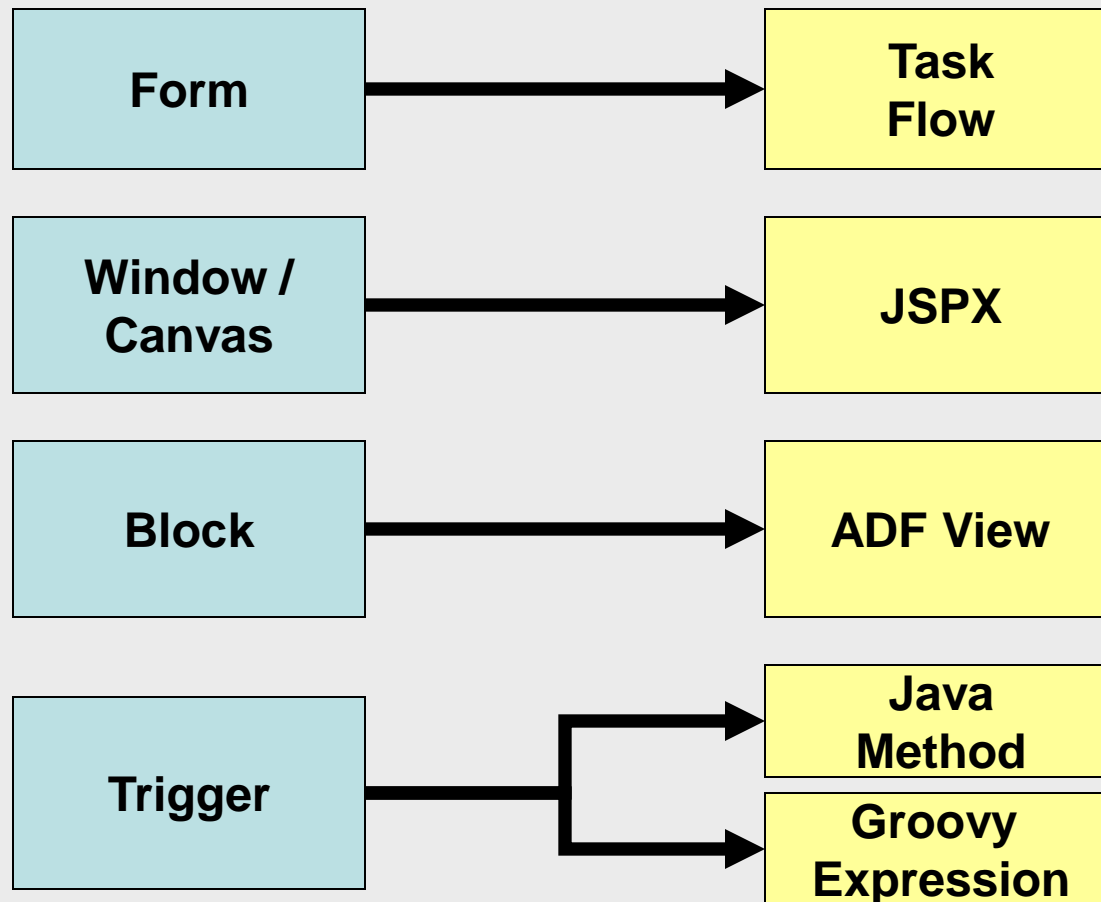 Form
Task
Flow
Window /
Canvas
JSPX
Block
ADF View
Trigger
Java
Method
Groovy
Expression